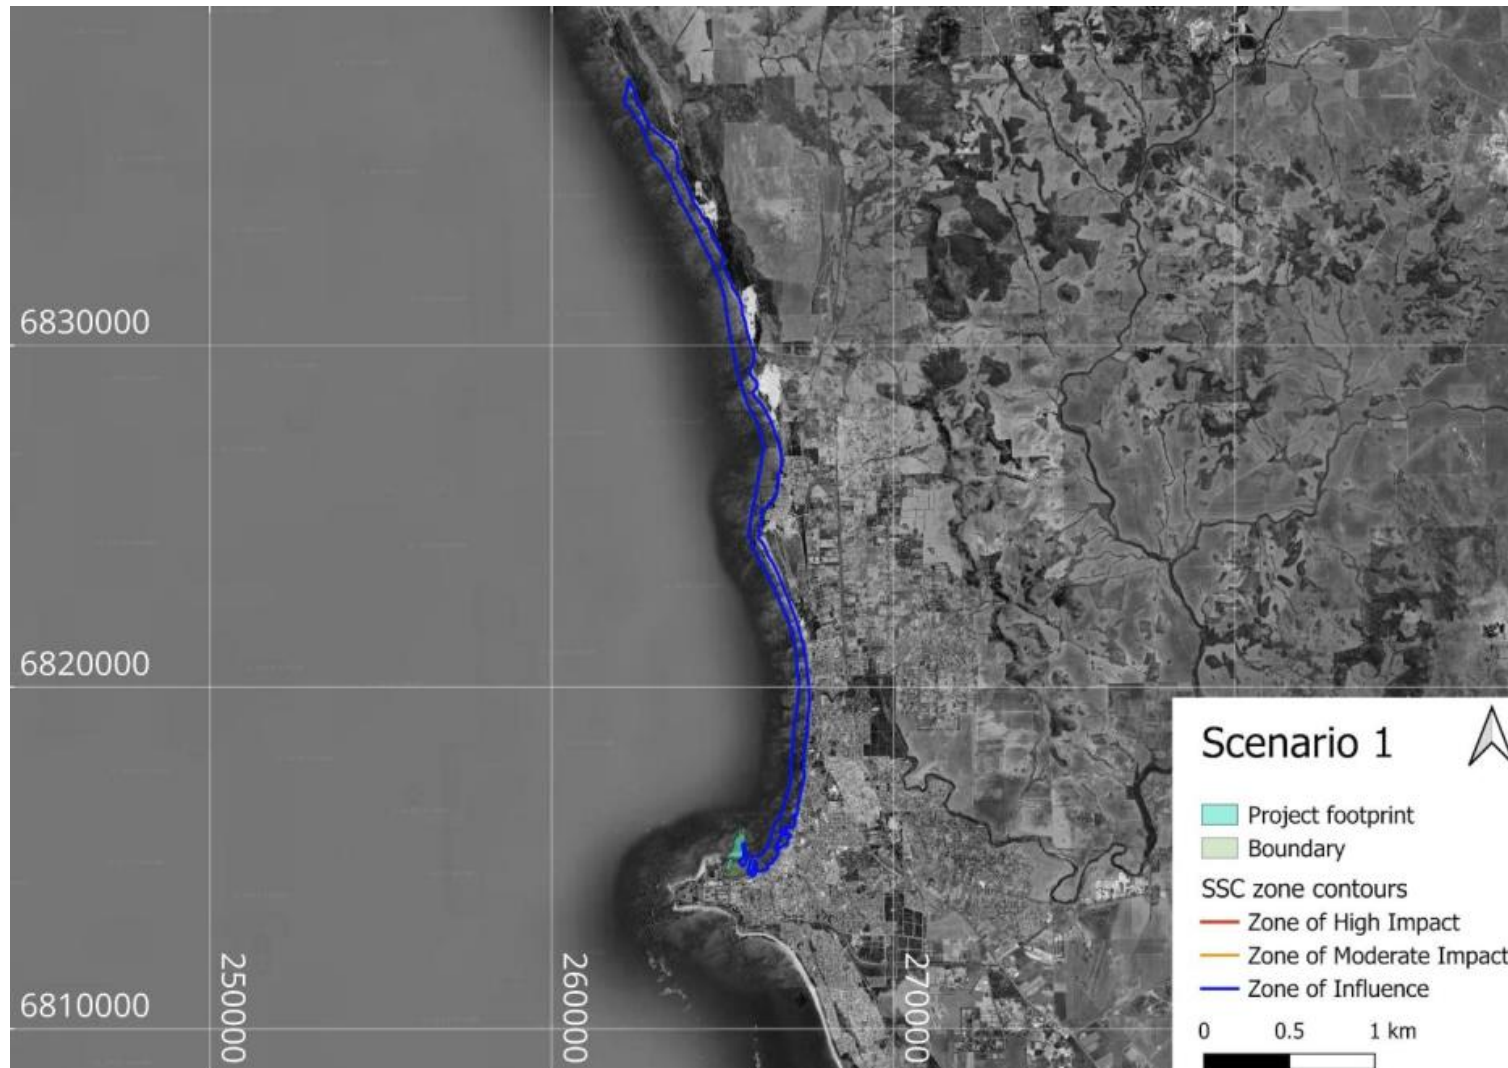 6830000
6820000
6810000
250000
260000
270000
Scenario 1
Project footprint
Boundary
SSC zone contours
Zone of High Impact
Zone of Moderate Impact
Zone of Influence
0 0.5 1 km